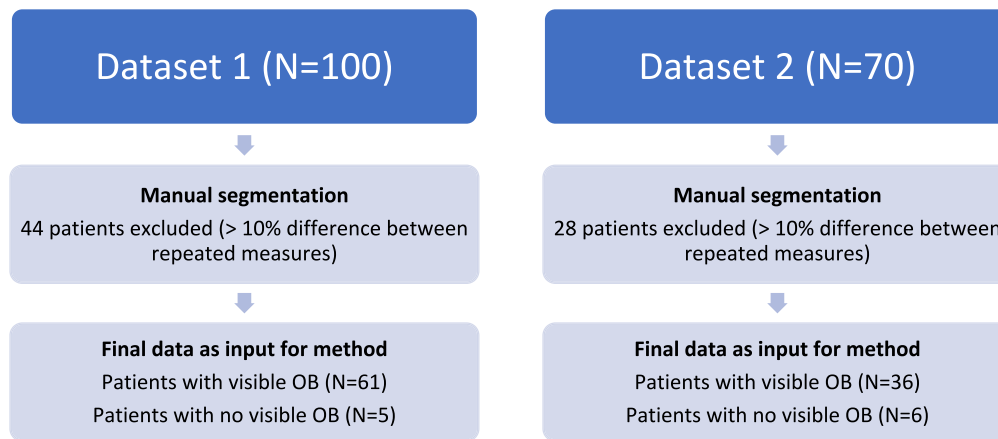 Dataset 1 (N=100)
Manual segmentation
44 patients excluded (> 10% difference between
repeated measures)
Final data as input for method
Patients with visible OB (N=61)
Patients with no visible OB (N=5)
Dataset 2 (N=70)
Manual segmentation
28 patients excluded (> 10% difference between
repeated measures)
Final data as input for method
Patients with visible OB (N=36)
Patients with no visible OB (N=6)